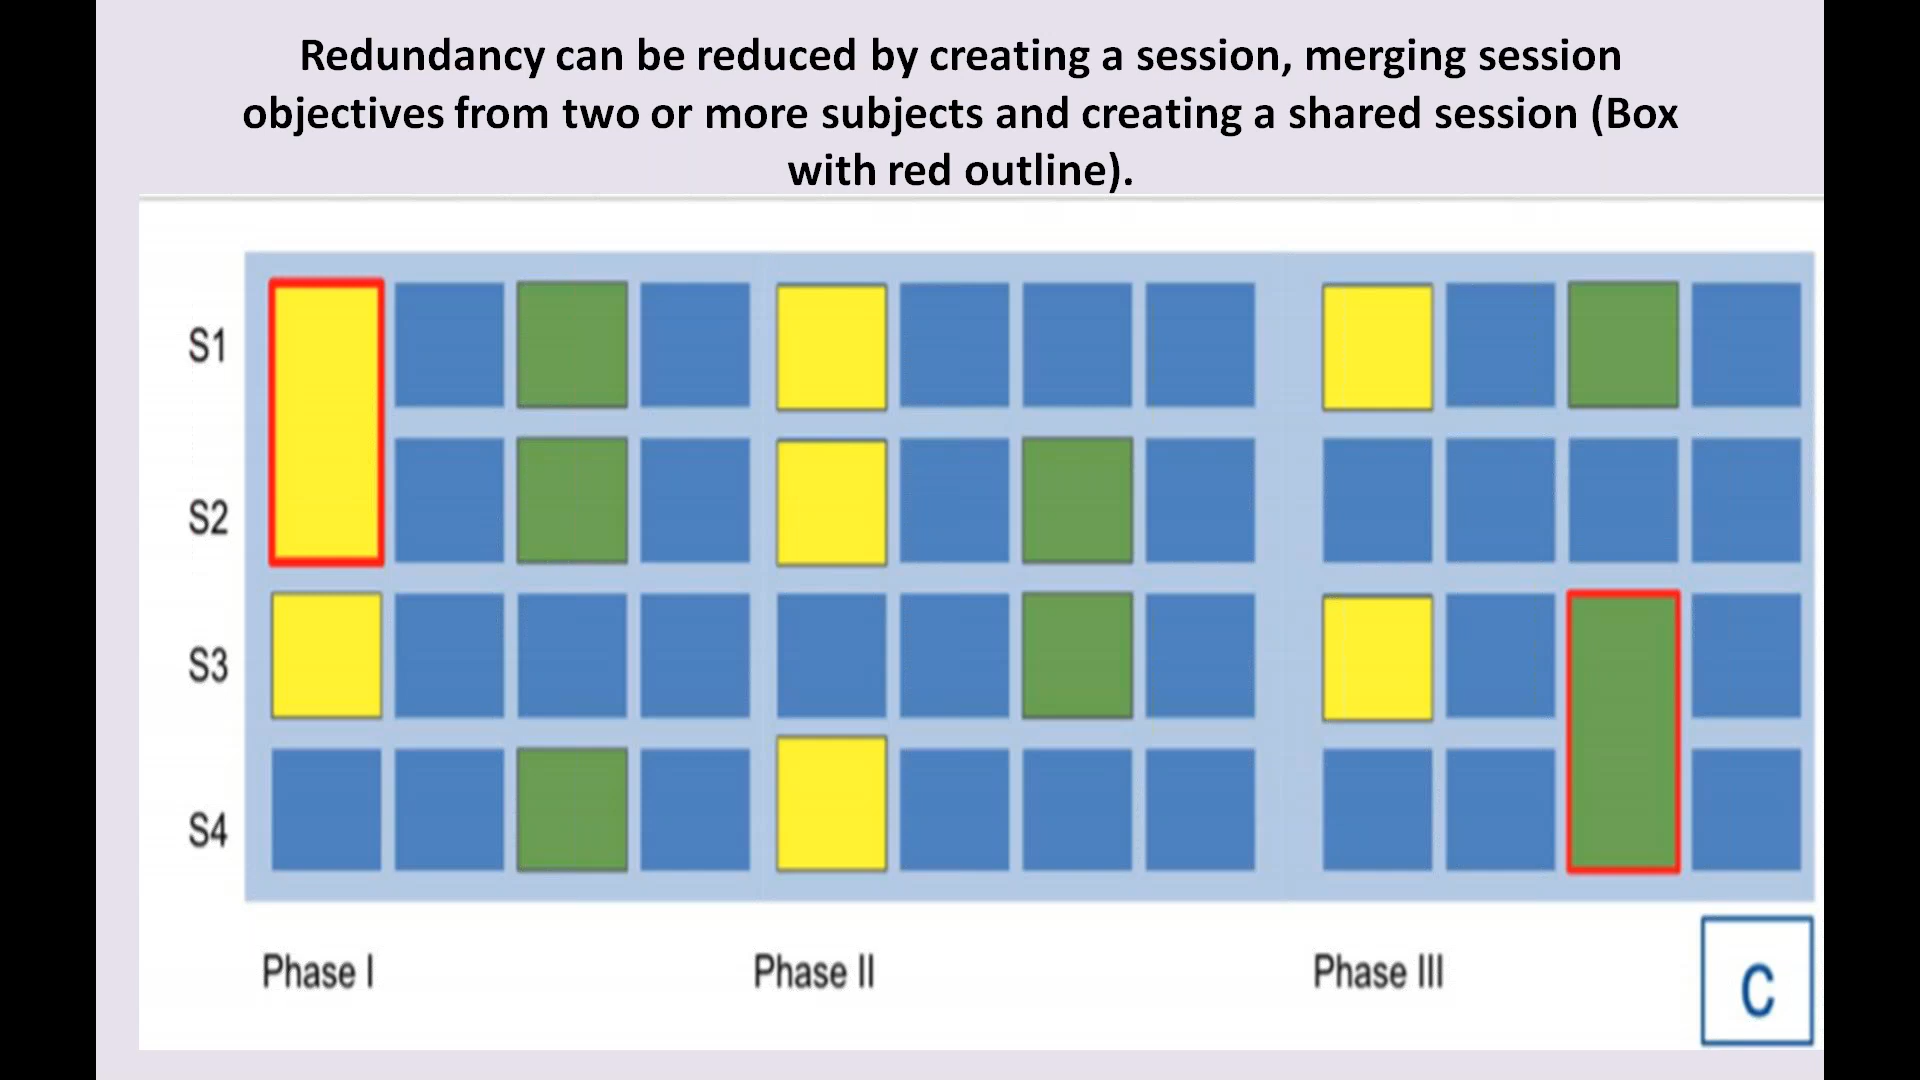 Redundancy can be reduced by creating a session, merging session
objectives from two or more subjects and creating a shared session (Box
with red outline).
S1
S2
S3
S4
Phase I
Phase II
Phase III
C